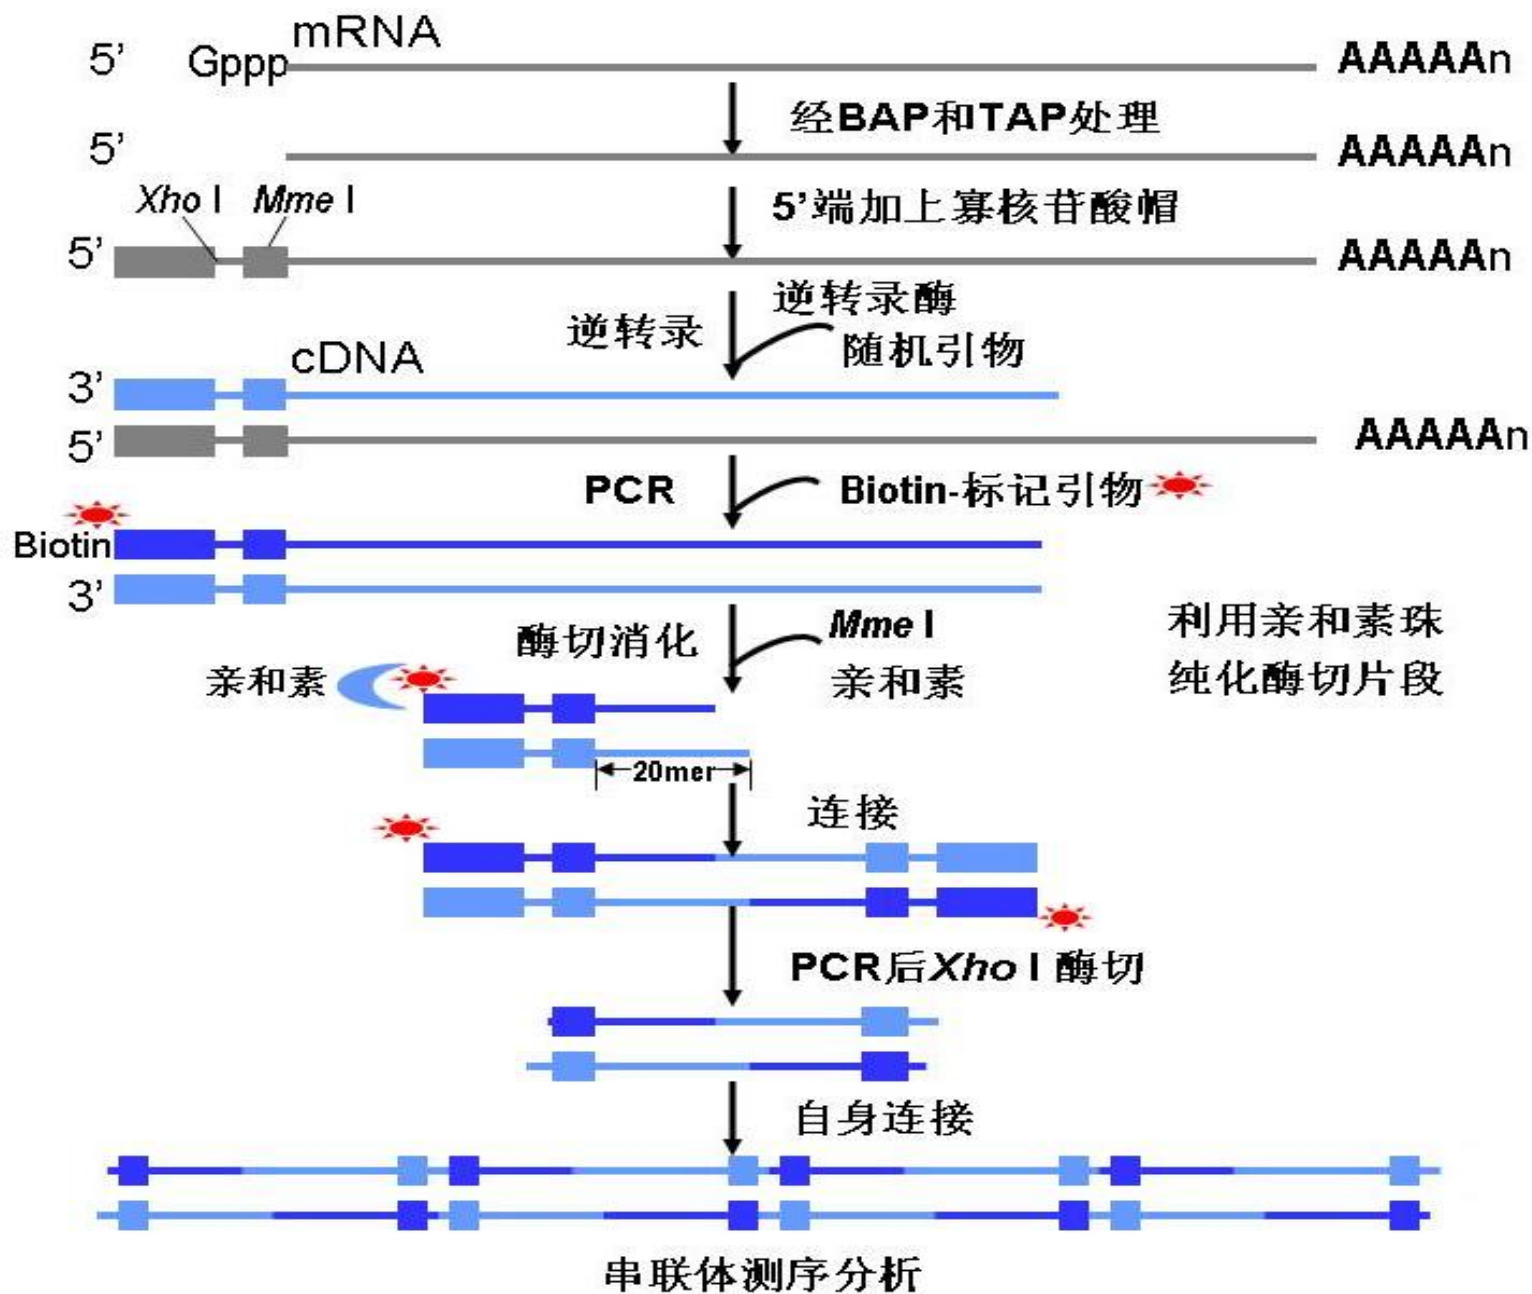 mRNA
5’ Gppp AAAAAn
经BAP和TAP处理
5’ AAAAAn
Xho I Mme I
5’端加上寡核苷酸帽
5’ AAAAAn
逆转录酶
逆转录
随机引物
cDNA
3’
5’ AAAAAn
PCR
Biotin-标记引物
Biotin
3’
酶切消化
Mme I
亲和素
利用亲和素珠
纯化酶切片段
亲和素
20mer
连接
PCR后Xho I 酶切
自身连接
串联体测序分析